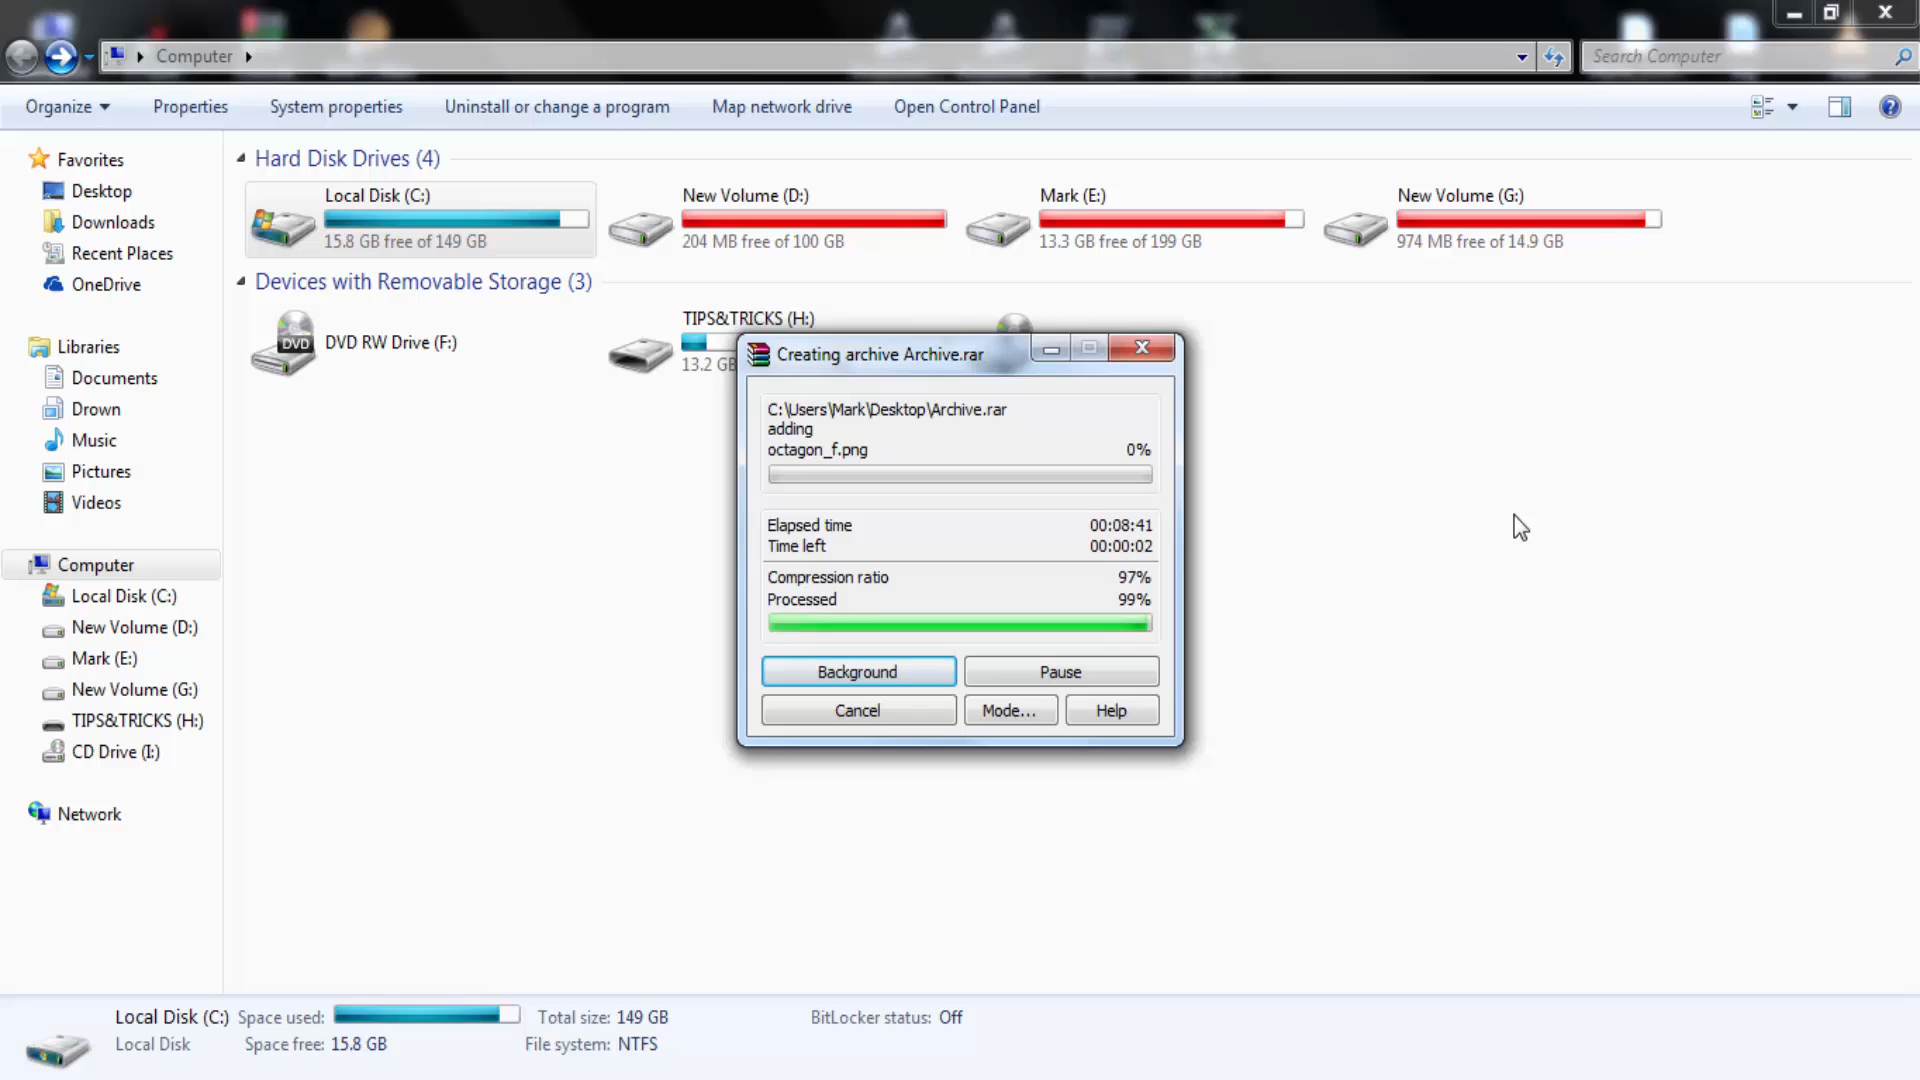 Computer
Search Computer
Organize
Properties
System properties
Uninstall or change a program
Map network drive
Open Control Panel
Favorites
Desktop
Downloads
Recent Places
OneDrive
Libraries
Documents
Drown
Music
Pictures
Videos
Computer
Local Disk (C:)
New Volume (D:)
Mark (E:)
New Volume (G:)
TIPS&TRICKS (H:)
CD Drive (I:)
Network
Hard Disk Drives (4)
Local Disk (C:)
15.8 GB free of 149 GB
New Volume (D:)
204 MB free of 100 GB
Mark (E:)
13.3 GB free of 199 GB
New Volume (G:)
974 MB free of 14.9 GB
Devices with Removable Storage (3)
DVD
DVD RW Drive (F:)
TIPS&TRICKS (H:)
13.2 GB
Creating archive Archive.rar
C:\Users\Mark\Desktop\Archive.rar
adding
octagon_f.png 0%
Elapsed time 00:08:41
Time left 00:00:02
Compression ratio 97%
Processed 99%
Background
Pause
Cancel
Mode...
Help
Local Disk (C:) Space used: Total size: 149 GB BitLocker status: Off
Local Disk Space free: 15.8 GB File system: NTFS